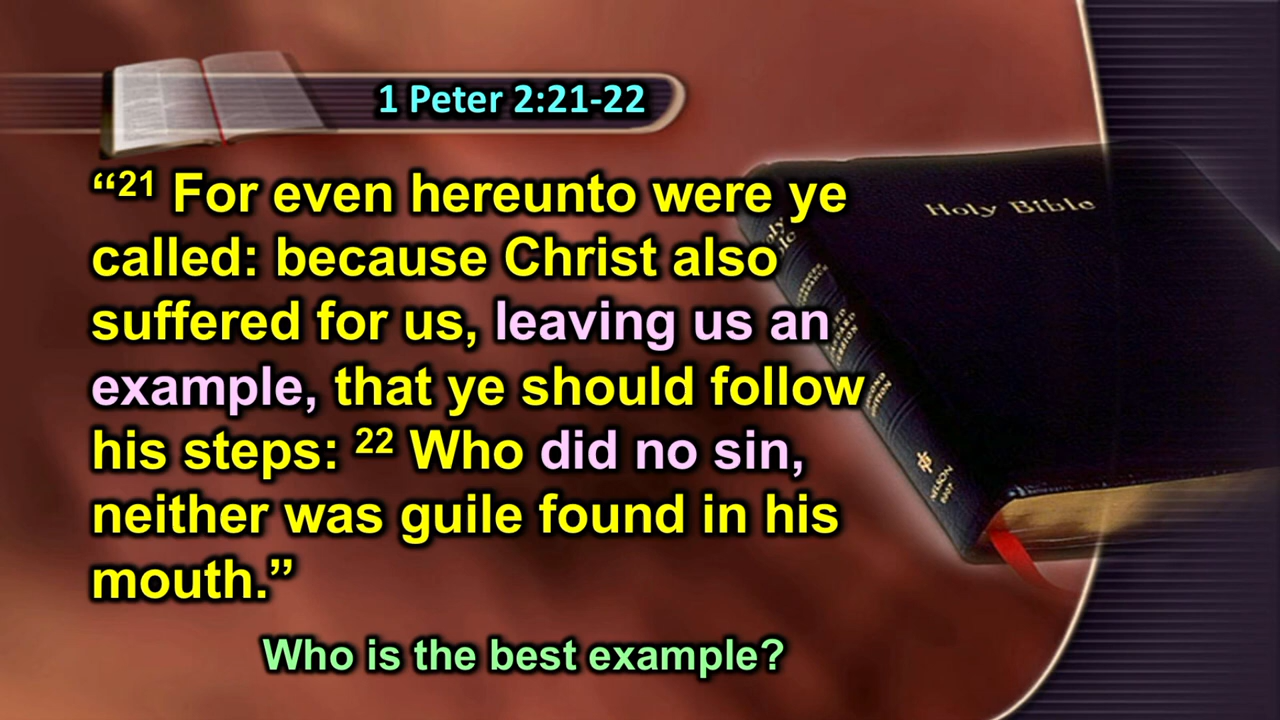 1 Peter 2:21-22
“21 For even hereunto were ye
called: because Christ also
suffered for us, leaving us an
example, that ye should follow
his steps: 22 Who did no sin,
neither was guile found in his
mouth.”
Who is the best example?
Holy Bible
NELSON